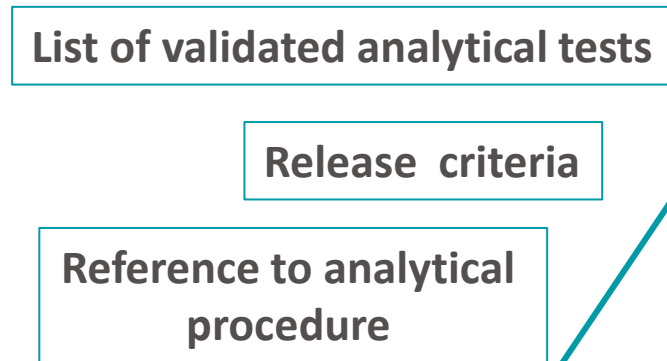 List of validated analytical tests
Release criteria
Reference to analytical
procedure